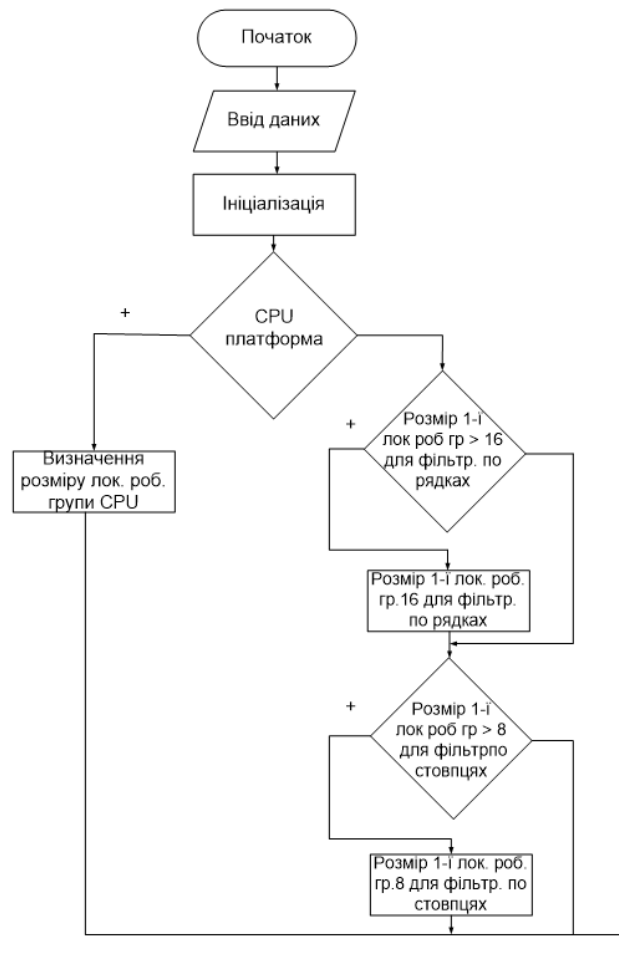 Початок
Ввід даних
Ініціалізація
CPU
платформа
+
Визначення
розміру лок. роб.
групи CPU
+
Розмір 1-ї
лок роб гр > 16
для фільтр. по
рядках
Розмір 1-ї лок. роб.
гр.16 для фільтр.
по рядках
+
Розмір 1-ї
лок роб гр > 8
для фільтрпо
стовпцях
Розмір 1-ї лок. роб.
гр.8 для фільтр. по
стовпцях